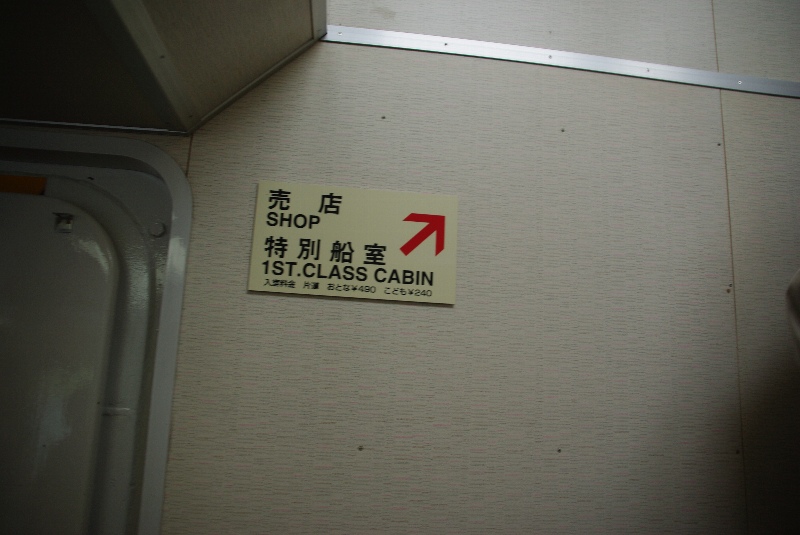 売　店
SHOP
特別船室
1ST.CLASS CABIN
入室料金 片道 おとな¥490 こども¥240